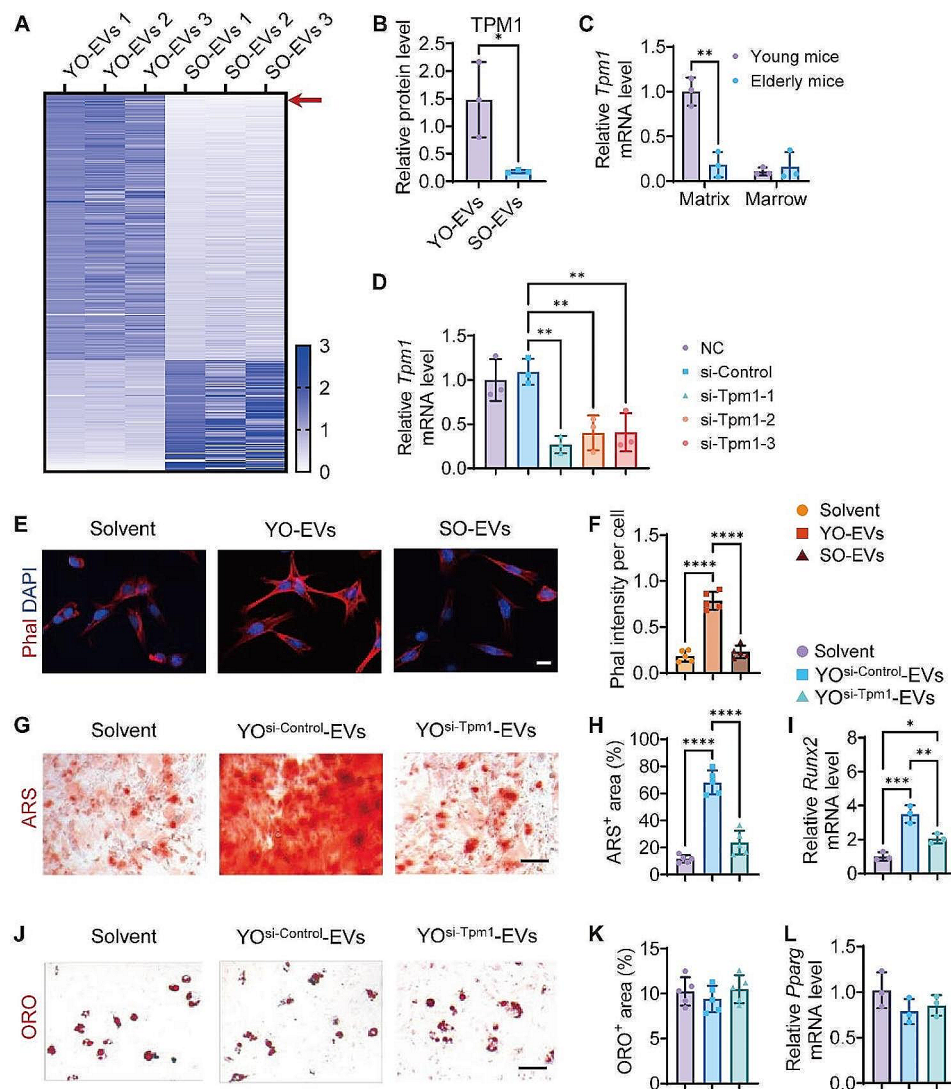 A
YO-EVs 1
YO-EVs 2
YO-EVs 3
SO-EVs 1
SO-EVs 2
SO-EVs 3
3
2
1
0
B
TPM1
Relative protein level
2.5
2.0
1.5
1.0
0.5
0.0
*
YO-EVs
SO-EVs
C
Relative Tpm1
mRNA level
1.5
1.0
0.5
0.0
**
Young mice
Elderly mice
Matrix
Marrow
D
Relative Tpm1
mRNA level
1.5
1.0
0.5
0.0
**
**
**
NC
si-Control
si-Tpm1-1
si-Tpm1-2
si-Tpm1-3
E
Solvent
YO-EVs
SO-EVs
Phal DAPI
F
Phal intensity per cell
1.5
1.0
0.5
0.0
****
****
Solvent
YO-EVs
SO-EVs
Solvent
YOsi-Control-EVs
YOsi-Tpm1-EVs
G
Solvent
YOsi-Control-EVs
YOsi-Tpm1-EVs
ARS
H
ARS+ area (%)
100
80
60
40
20
0
****
****
I
Relative Runx2
mRNA level
8
6
4
2
0
*
**
***
J
Solvent
YOsi-Control-EVs
YOsi-Tpm1-EVs
ORO
K
ORO+ area (%)
15
10
5
0
L
Relative Pparg
mRNA level
1.5
1.0
0.5
0.0